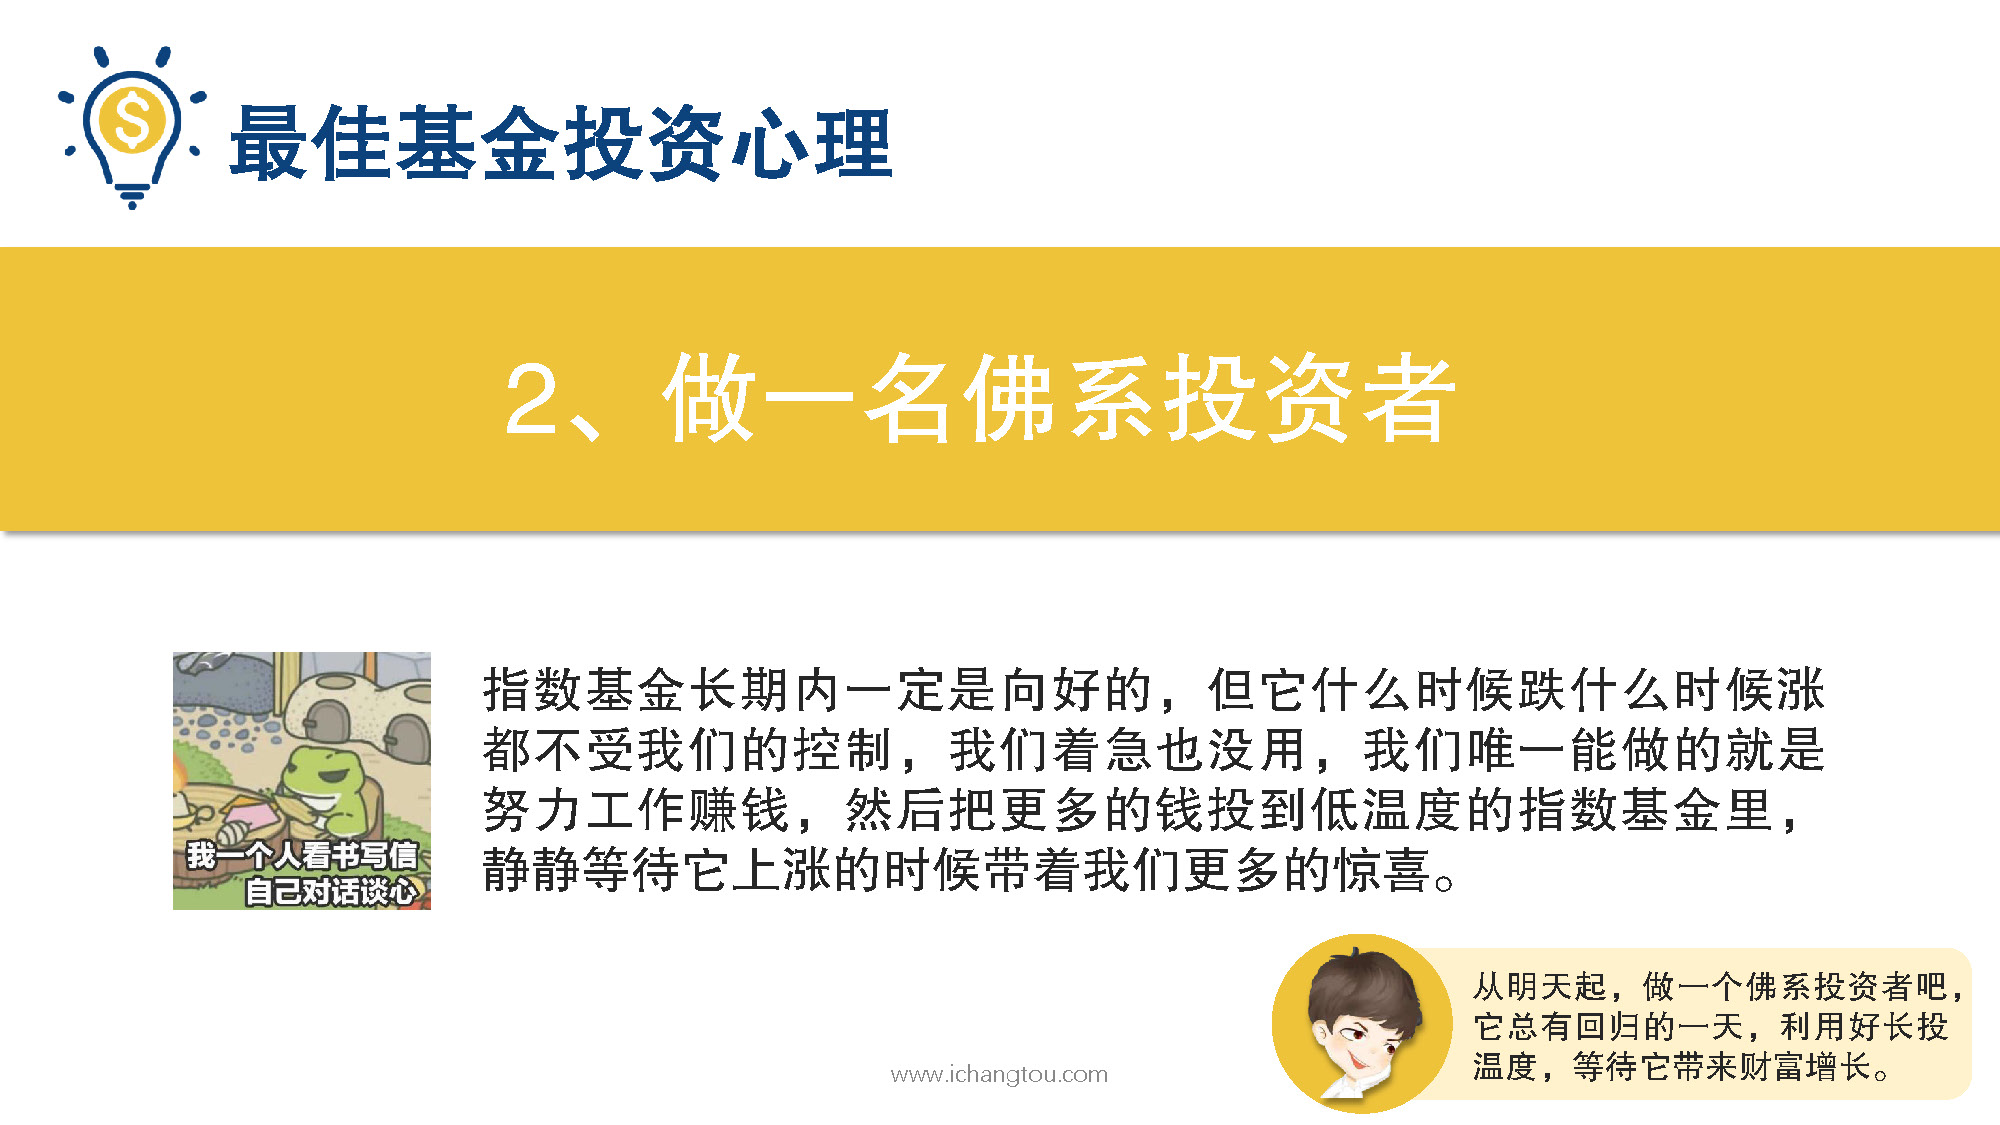 最佳基金投资心理
2、做一名佛系投资者
指数基金长期内一定是向好的，但它什么时候跌什么时候涨
都不受我们的控制，我们着急也没用，我们唯一能做的就是
努力工作赚钱，然后把更多的钱投到低温度的指数基金里，
静静等待它上涨的时候带着我们更多的惊喜。
我一个人看书写信
自己对话谈心
从明天起，做一个佛系投资者吧，
它总有回归的一天，利用好长投
温度，等待它带来财富增长。
www.ichangtou.com